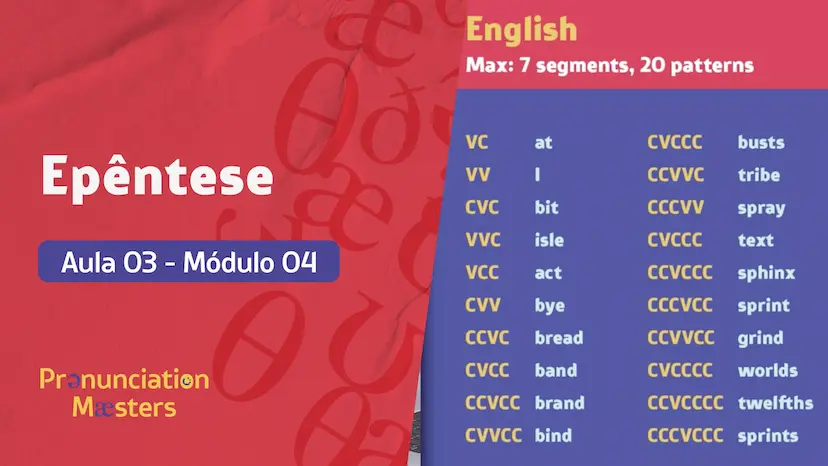 Epêntese
Aula 03 - Módulo 04
Prənunciation
Mæsters
English
Max: 7 segments, 20 patterns
VC at
VV I
CVC bit
VVC isle
VCC act
CVV bye
CCVC bread
CVCC band
CCVCC brand
CVVCC bind
CVCCC busts
CCVVC tribe
CCCVV spray
CVCCC text
CCVCCC sphinx
CCCVCC sprint
CCVVCC grind
CVCCCC worlds
CCVCCCC twelfths
CCCVCCC sprints